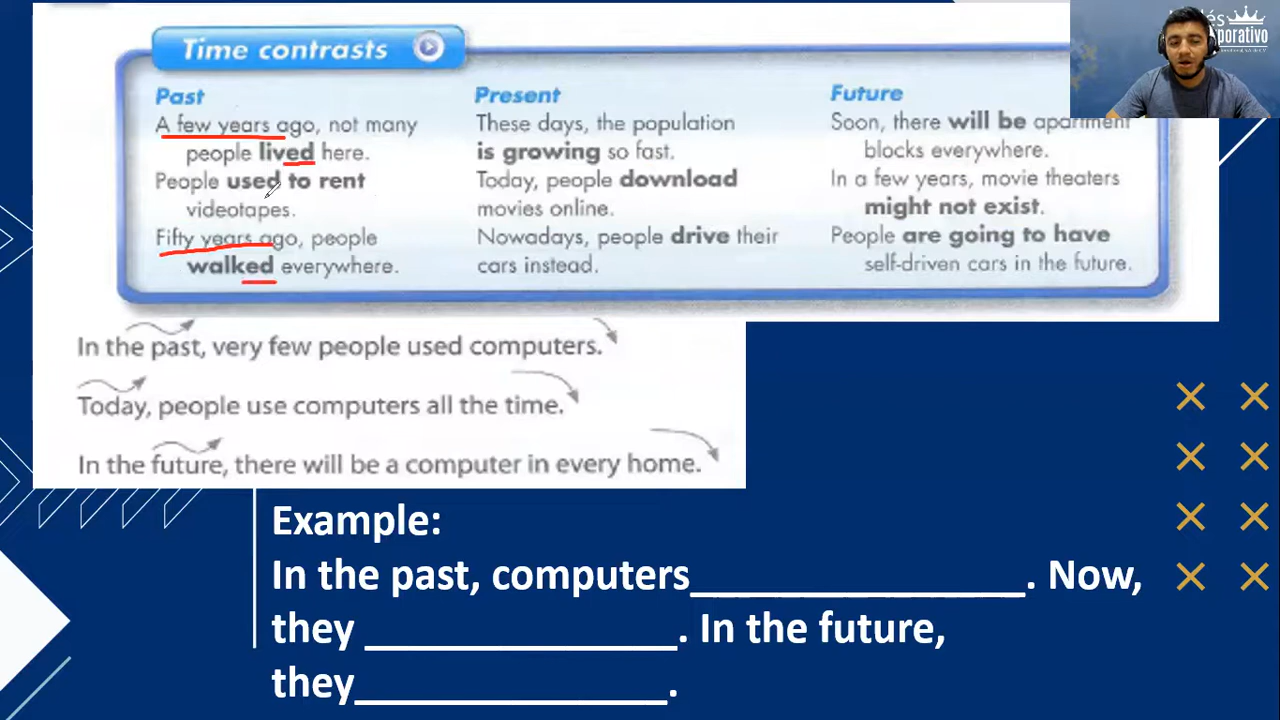 Time contrasts
Past
A few years ago, not many
people lived here.
People used to rent
videotapes.
Fifty years ago, people
walked everywhere.
Present
These days, the population
is growing so fast.
Today, people download
movies online.
Nowadays, people drive their
cars instead.
Future
Soon, there will be apartment
blocks everywhere.
In a few years, movie theaters
might not exist.
People are going to have
self-driven cars in the future.
In the past, very few people used computers.
Today, people use computers all the time.
In the future, there will be a computer in every home.
Example:
In the past, computers______________. Now,
they _____________. In the future,
they_____________.